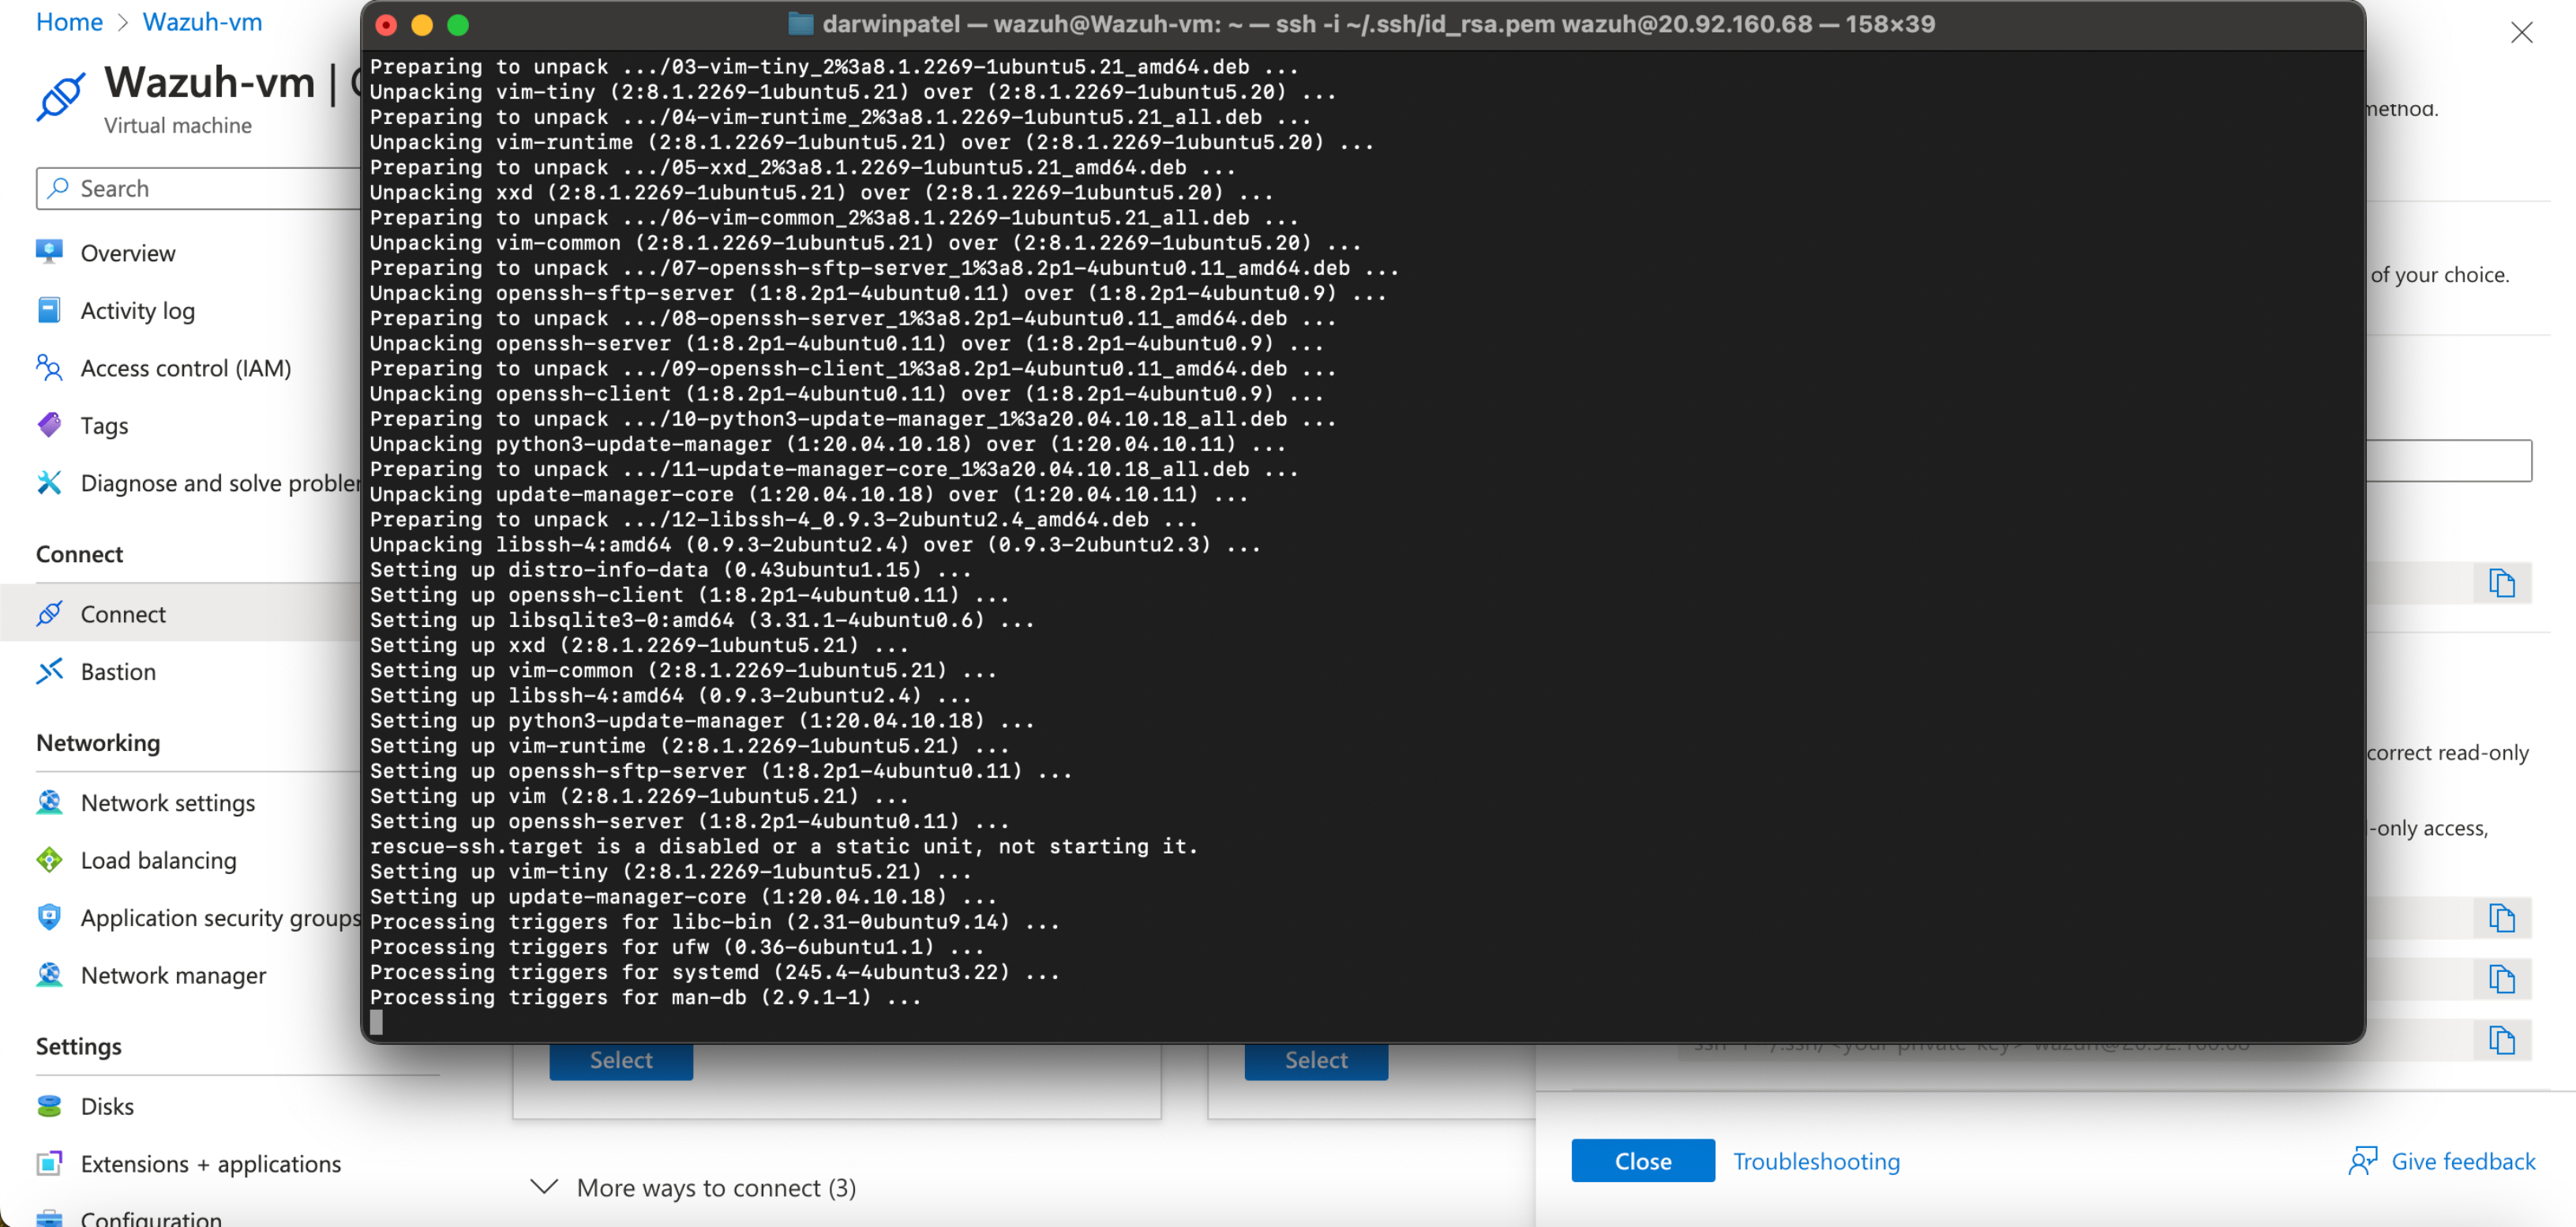 Home > Wazuh-vm
Wazuh-vm |
Virtual machine
Search
Overview
Activity log
Access control (IAM)
Tags
Diagnose and solve
Connect
Connect
Bastion
Networking
Network settings
Load balancing
Application security groups
Network manager
Settings
Disks
Extensions + applications
Configuration
darwinpatel — wazuh@Wazuh-vm: ~ — ssh -i ~/.ssh/id_rsa.pem wazuh@20.92.160.68 — 158×39
Preparing to unpack .../03-vim-tiny_2%3a8.1.2269-1ubuntu5.21_amd64.deb ...
Unpacking vim-tiny (2:8.1.2269-1ubuntu5.21) over (2:8.1.2269-1ubuntu5.20) ...
Preparing to unpack .../04-vim-runtime_2%3a8.1.2269-1ubuntu5.21_all.deb ...
Unpacking vim-runtime (2:8.1.2269-1ubuntu5.21) over (2:8.1.2269-1ubuntu5.20) ...
Preparing to unpack .../05-xxd_2%3a8.1.2269-1ubuntu5.21_amd64.deb ...
Unpacking xxd (2:8.1.2269-1ubuntu5.21) over (2:8.1.2269-1ubuntu5.20) ...
Preparing to unpack .../06-vim-common_2%3a8.1.2269-1ubuntu5.21_all.deb ...
Unpacking vim-common (2:8.1.2269-1ubuntu5.21) over (2:8.1.2269-1ubuntu5.20) ...
Preparing to unpack .../07-openssh-sftp-server_1%3a8.2p1-4ubuntu0.11_amd64.deb ...
Unpacking openssh-sftp-server (1:8.2p1-4ubuntu0.11) over (1:8.2p1-4ubuntu0.9) ...
Preparing to unpack .../08-openssh-server_1%3a8.2p1-4ubuntu0.11_amd64.deb ...
Unpacking openssh-server (1:8.2p1-4ubuntu0.11) over (1:8.2p1-4ubuntu0.9) ...
Preparing to unpack .../09-openssh-client_1%3a8.2p1-4ubuntu0.11_amd64.deb ...
Unpacking openssh-client (1:8.2p1-4ubuntu0.11) over (1:8.2p1-4ubuntu0.9) ...
Preparing to unpack .../10-python3-update-manager_1%3a20.04.10.18_all.deb ...
Unpacking python3-update-manager (1:20.04.10.18) over (1:20.04.10.11) ...
Preparing to unpack .../11-update-manager-core_1%3a20.04.10.18_all.deb ...
Unpacking update-manager-core (1:20.04.10.18) over (1:20.04.10.11) ...
Preparing to unpack .../12-libssh-4_0.9.3-2ubuntu2.4_amd64.deb ...
Unpacking libssh-4:amd64 (0.9.3-2ubuntu2.4) over (0.9.3-2ubuntu2.3) ...
Setting up distro-info-data (0.43ubuntu1.15) ...
Setting up openssh-client (1:8.2p1-4ubuntu0.11) ...
Setting up libsqlite3-0:amd64 (3.31.1-4ubuntu0.6) ...
Setting up xxd (2:8.1.2269-1ubuntu5.21) ...
Setting up vim-common (2:8.1.2269-1ubuntu5.21) ...
Setting up libssh-4:amd64 (0.9.3-2ubuntu2.4) ...
Setting up python3-update-manager (1:20.04.10.18) ...
Setting up vim-runtime (2:8.1.2269-1ubuntu5.21) ...
Setting up openssh-sftp-server (1:8.2p1-4ubuntu0.11) ...
Setting up vim (2:8.1.2269-1ubuntu5.21) ...
Setting up openssh-server (1:8.2p1-4ubuntu0.11) ...
rescue-ssh.target is a disabled or a static unit, not starting it.
Setting up vim-tiny (2:8.1.2269-1ubuntu5.21) ...
Setting up update-manager-core (1:20.04.10.18) ...
Processing triggers for libc-bin (2.31-0ubuntu9.14) ...
Processing triggers for ufw (0.36-6ubuntu1.1) ...
Processing triggers for systemd (245.4-4ubuntu3.22) ...
Processing triggers for man-db (2.9.1-1) ...
method.
of your choice.
correct read-only
-only access,
Select
Select
More ways to connect (3)
Close
Troubleshooting
Give feedback